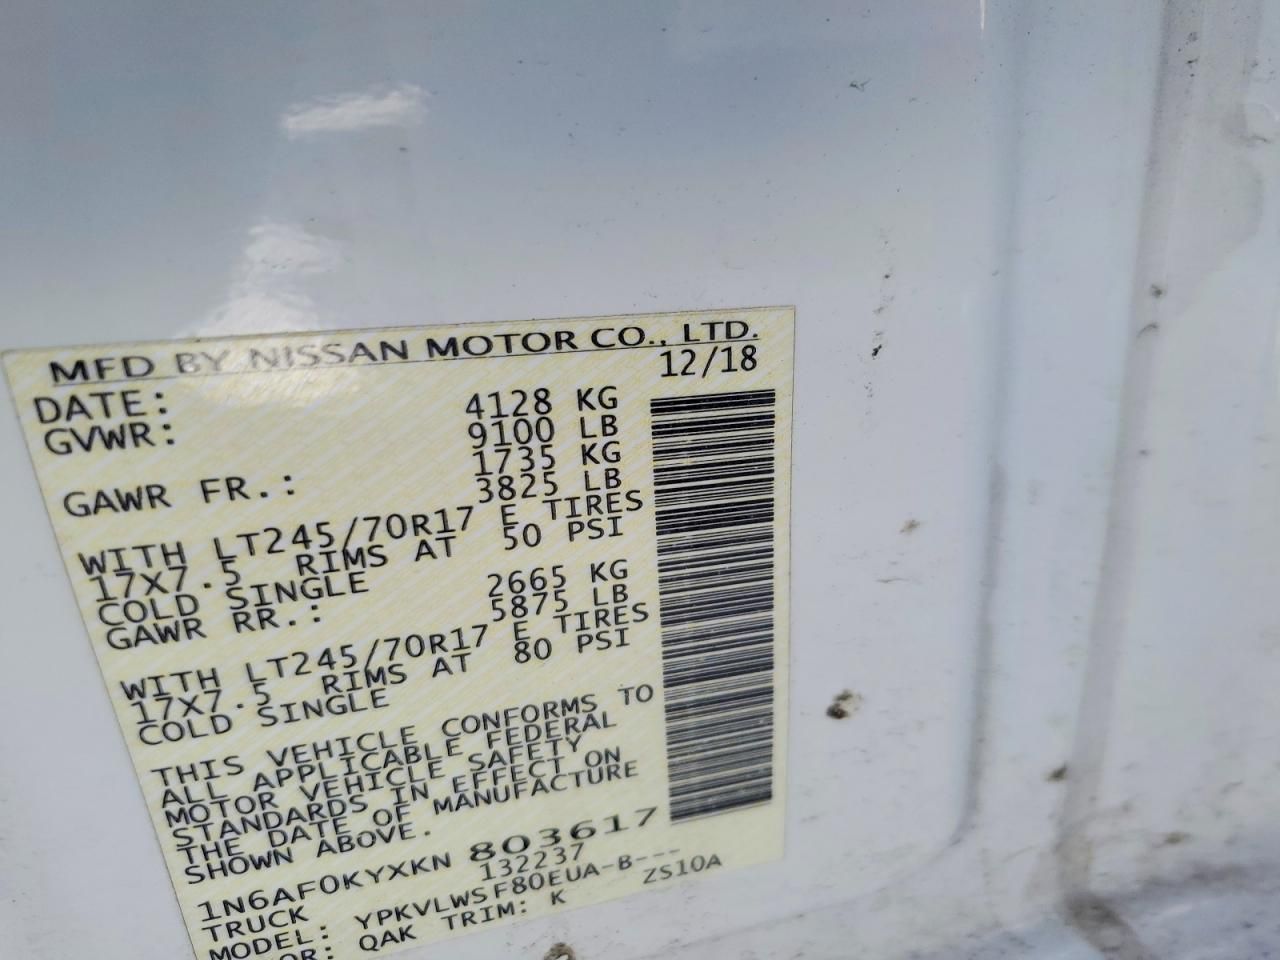 MFD BY NISSAN MOTOR CO., LTD.
DATE: 12/18
GVWR: 4128 KG
9100 LB
GAWR FR.: 1735 KG
3825 LB
WITH LT245/70R17 E TIRES
17X7.5 RIMS AT 50 PSI
COLD SINGLE
GAWR RR.: 2665 KG
5875 LB
WITH LT245/70R17 E TIRES
17X7.5 RIMS AT 80 PSI
COLD SINGLE
THIS VEHICLE CONFORMS TO
ALL APPLICABLE FEDERAL
MOTOR VEHICLE SAFETY
STANDARDS IN EFFECT ON
THE DATE OF MANUFACTURE
SHOWN ABOVE.
1N6AF0KYXKN 803617
TRUCK 132237
MODEL: YPKVLWSF80EUA-B---
OR: QAK TRIM: K ZS10A